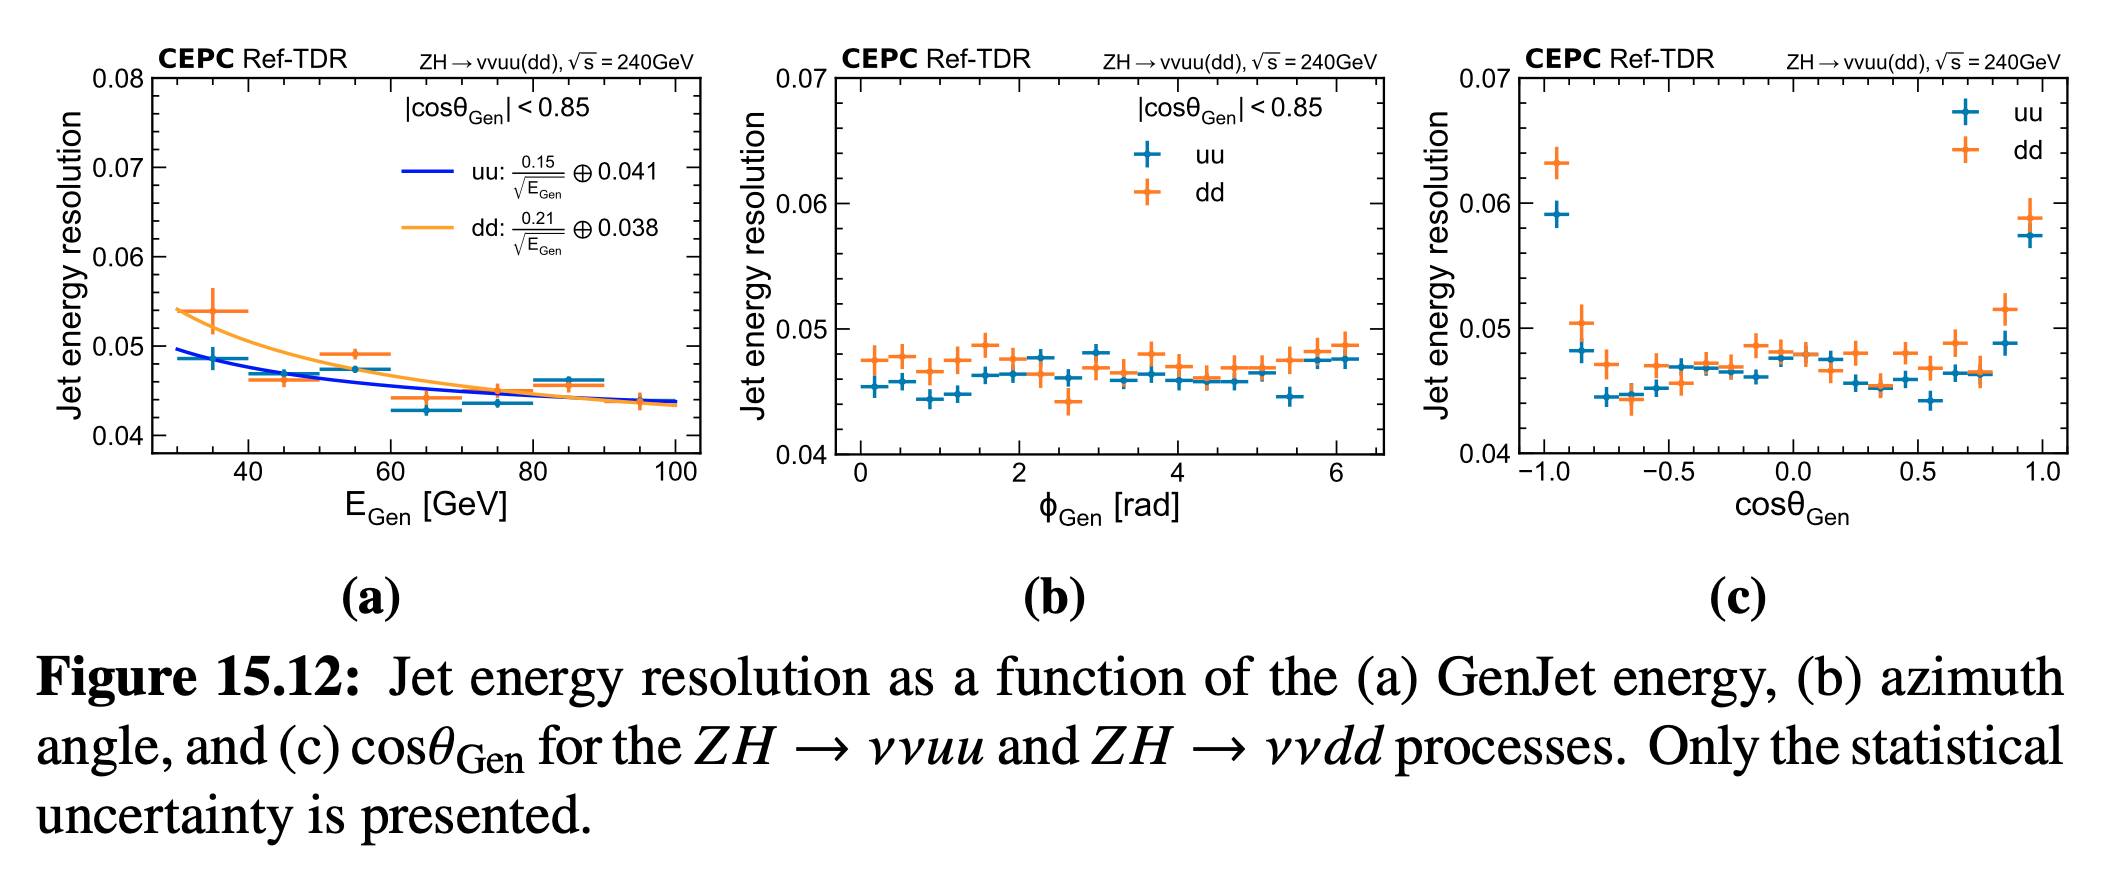 CEPC Ref-TDR
ZH → ννuu(dd), √s = 240GeV
|cosθGen| < 0.85
uu: 0.15/√EGen ⊕ 0.041
dd: 0.21/√EGen ⊕ 0.038
Jet energy resolution
0.08
0.07
0.06
0.05
0.04
40 60 80 100
EGen [GeV]
(a)
CEPC Ref-TDR
ZH → ννuu(dd), √s = 240GeV
|cosθGen| < 0.85
uu
dd
Jet energy resolution
0.07
0.06
0.05
0.04
0 2 4 6
ϕGen [rad]
(b)
CEPC Ref-TDR
ZH → ννuu(dd), √s = 240GeV
uu
dd
Jet energy resolution
0.07
0.06
0.05
0.04
−1.0 −0.5 0.0 0.5 1.0
cosθGen
(c)
Figure 15.12: Jet energy resolution as a function of the (a) GenJet energy, (b) azimuth
angle, and (c) cosθGen for the ZH → ννuu and ZH → ννdd processes. Only the statistical
uncertainty is presented.